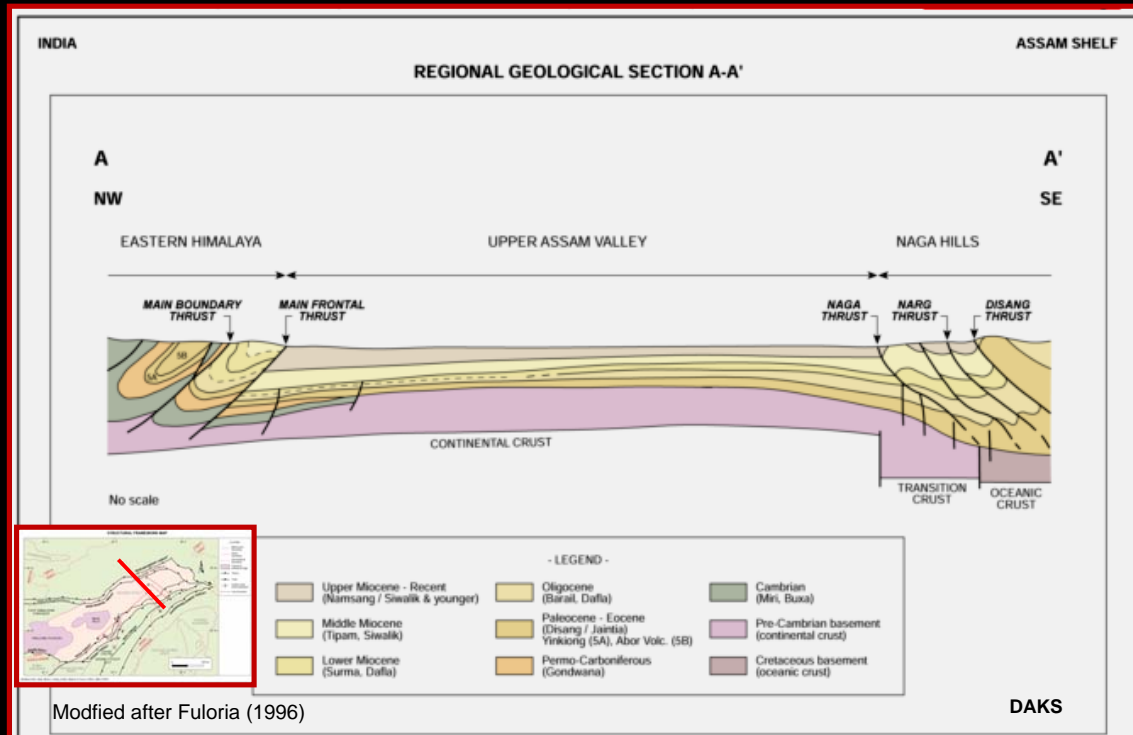 INDIA
ASSAM SHELF
REGIONAL GEOLOGICAL SECTION A-A'
A
A'
NW
SE
EASTERN HIMALAYA
UPPER ASSAM VALLEY
NAGA HILLS
MAIN BOUNDARY
THRUST
MAIN FRONTAL
THRUST
NAGA
THRUST
NARG
THRUST
DISANG
THRUST
5B
5A
CONTINENTAL CRUST
TRANSITION
CRUST
OCEANIC
CRUST
No scale
STRUCTURAL FRAMEWORK MAP
- LEGEND -
Upper Miocene - Recent
(Namsang / Siwalik & younger)
Middle Miocene
(Tipam, Siwalik)
Lower Miocene
(Surma, Dafla)
Oligocene
(Barail, Dafla)
Paleocene - Eocene
(Disang / Jaintia)
Yinkiong (5A), Abor Volc. (5B)
Permo-Carboniferous
(Gondwana)
Cambrian
(Miri, Buxa)
Pre-Cambrian basement
(continental crust)
Cretaceous basement
(oceanic crust)
Modfied after Fuloria (1996)
DAKS